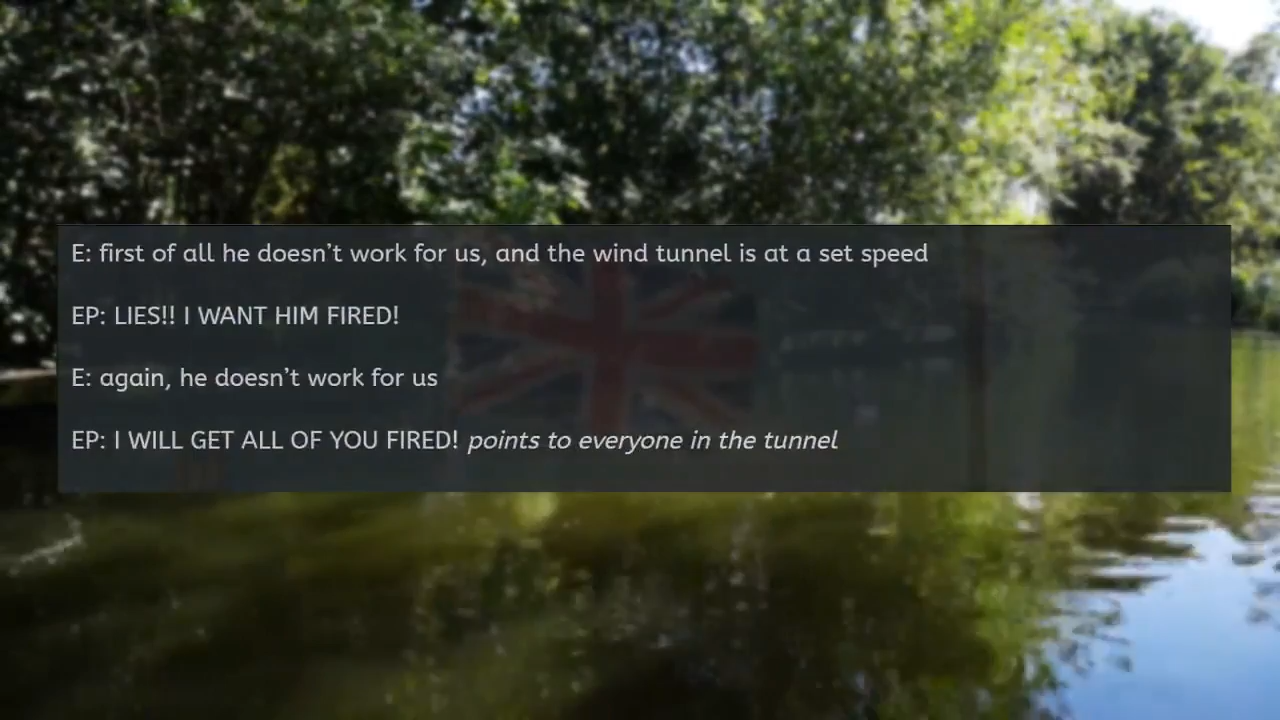 E: first of all he doesn’t work for us, and the wind tunnel is at a set speed
EP: LIES!! I WANT HIM FIRED!
E: again, he doesn’t work for us
EP: I WILL GET ALL OF YOU FIRED! points to everyone in the tunnel